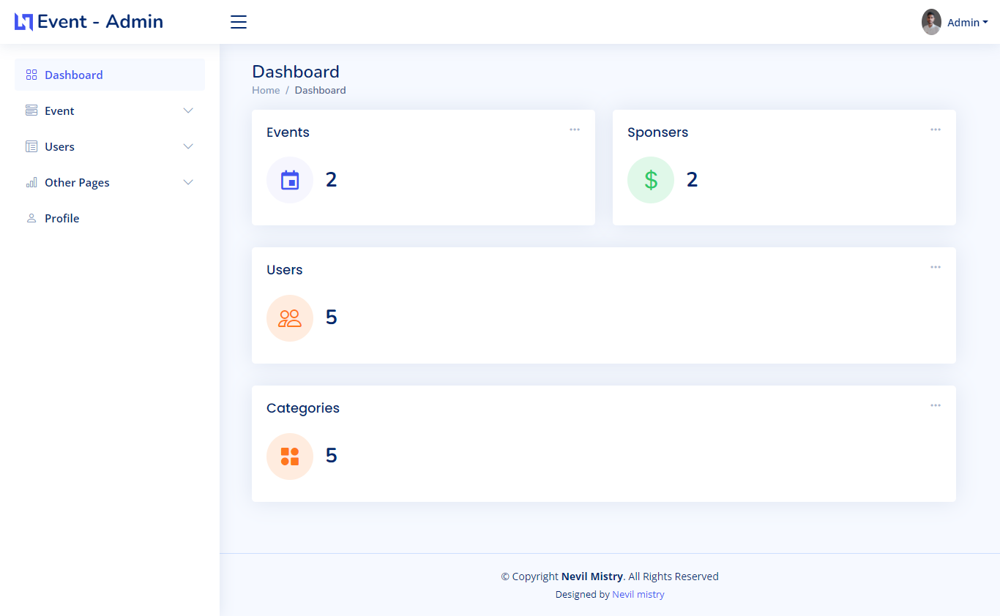 Event - Admin
Admin
Dashboard
Event
Users
Other Pages
Profile
Dashboard
Home / Dashboard
Events
2
Sponsers
2
Users
5
Categories
5
© Copyright Nevil Mistry. All Rights Reserved
Designed by Nevil mistry